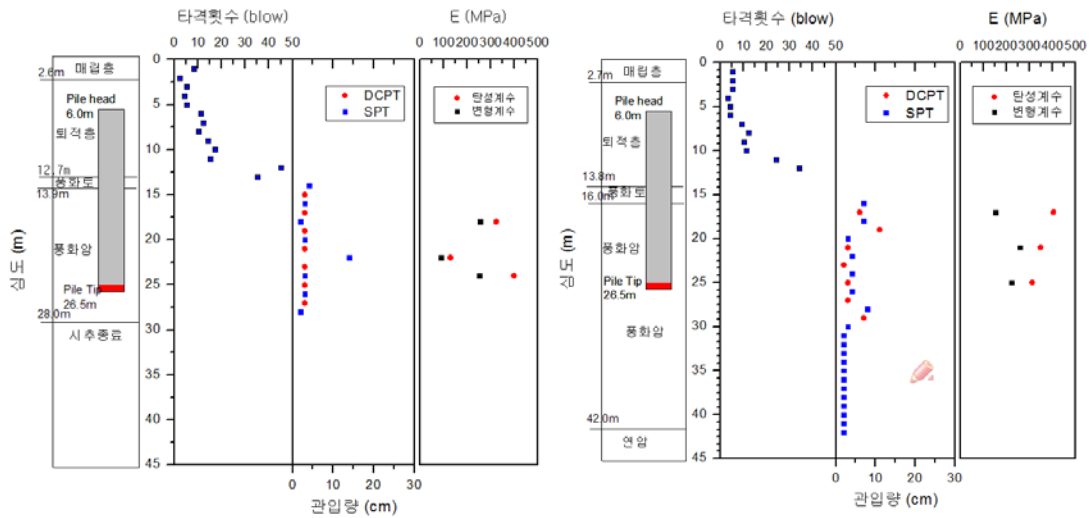 타격횟수 (blow)
E (MPa)
0 10 20 30 40 50
0 100 200 300 400 500
매립층
2.6m
Pile head
6.0m
퇴적층
12.7m
풍화토
13.9m
풍화암
Pile Tip
26.5m
28.0m
시추종료
심도 (m)
0
5
10
15
20
25
30
35
40
45
DCPT
SPT
탄성계수
변형계수
0 10 20 30
관입량 (cm)
타격횟수 (blow)
E (MPa)
0 10 20 30 40 50
0 100 200 300 400 500
매립층
2.7m
Pile head
6.0m
퇴적층
13.8m
풍화토
16.0m
풍화암
Pile Tip
26.5m
풍화암
42.0m
연암
심도 (m)
0
5
10
15
20
25
30
35
40
45
DCPT
SPT
탄성계수
변형계수
0 10 20 30
관입량 (cm)